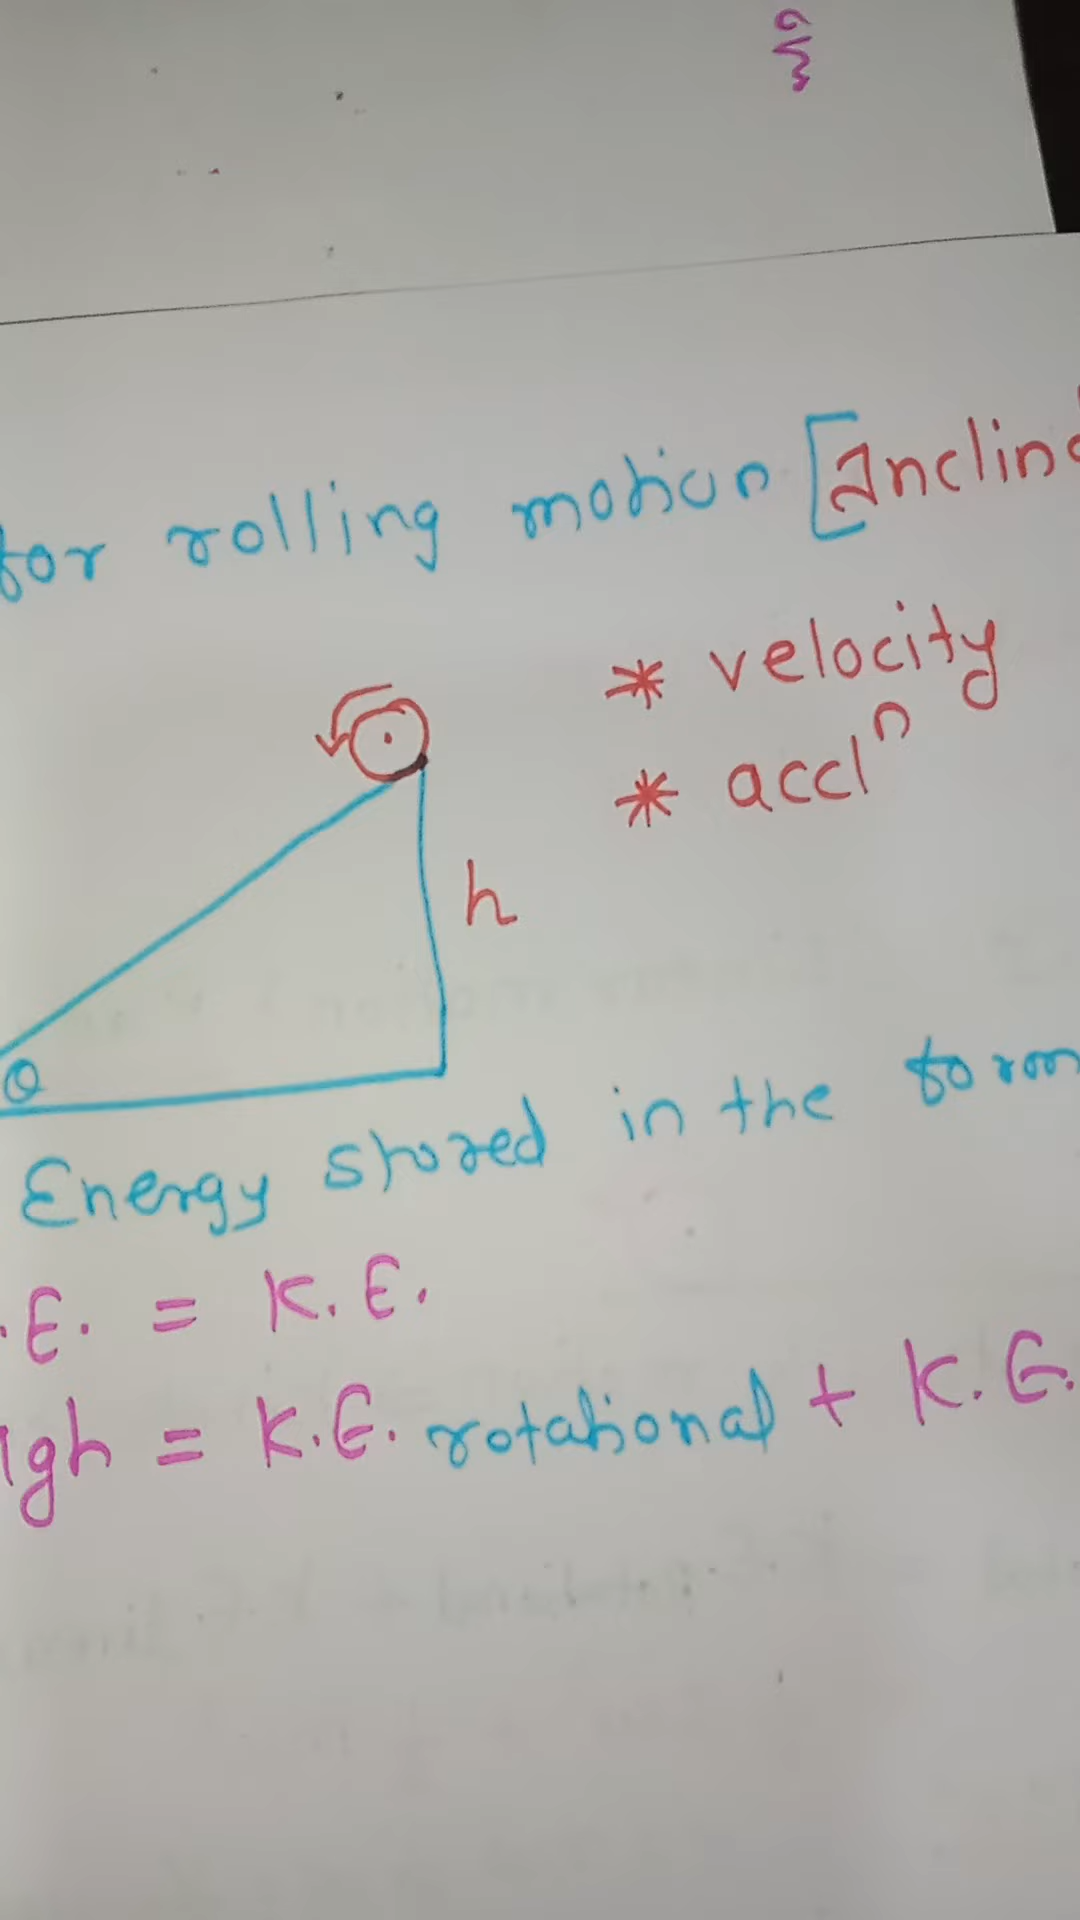 for rolling motion [Inclin
* velocity
* accl^n
h
θ
Energy stored in the form
.E. = K.E.
gh = K.E. rotational + K.E.